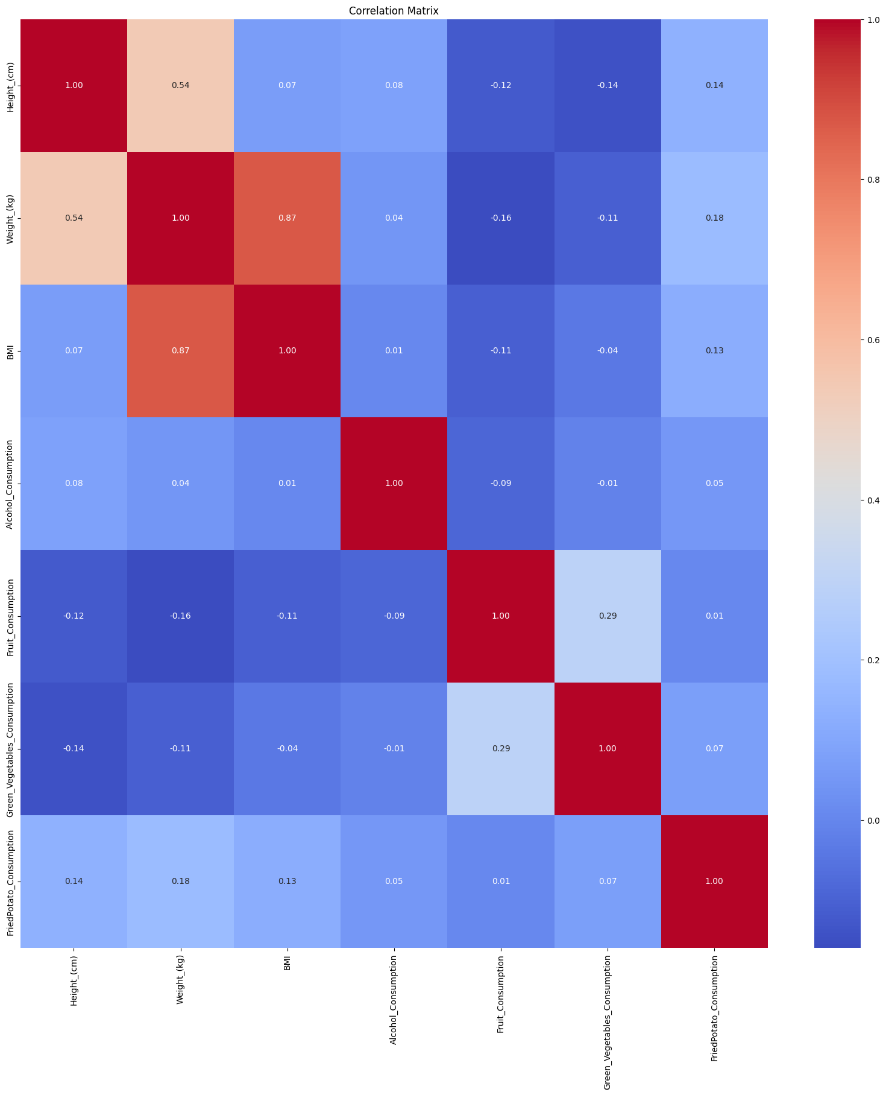 Correlation Matrix
Height_(cm) 1.00 0.54 0.07 0.08 -0.12 -0.14 0.14
Weight_(kg) 0.54 1.00 0.87 0.04 -0.16 -0.11 0.18
BMI 0.07 0.87 1.00 0.01 -0.11 -0.04 0.13
Alcohol_Consumption 0.08 0.04 0.01 1.00 -0.09 -0.01 0.05
Fruit_Consumption -0.12 -0.16 -0.11 -0.09 1.00 0.29 0.01
Green_Vegetables_Consumption -0.14 -0.11 -0.04 -0.01 0.29 1.00 0.07
FriedPotato_Consumption 0.14 0.18 0.13 0.05 0.01 0.07 1.00
Height_(cm)
Weight_(kg)
BMI
Alcohol_Consumption
Fruit_Consumption
Green_Vegetables_Consumption
FriedPotato_Consumption
1.0
0.8
0.6
0.4
0.2
0.0